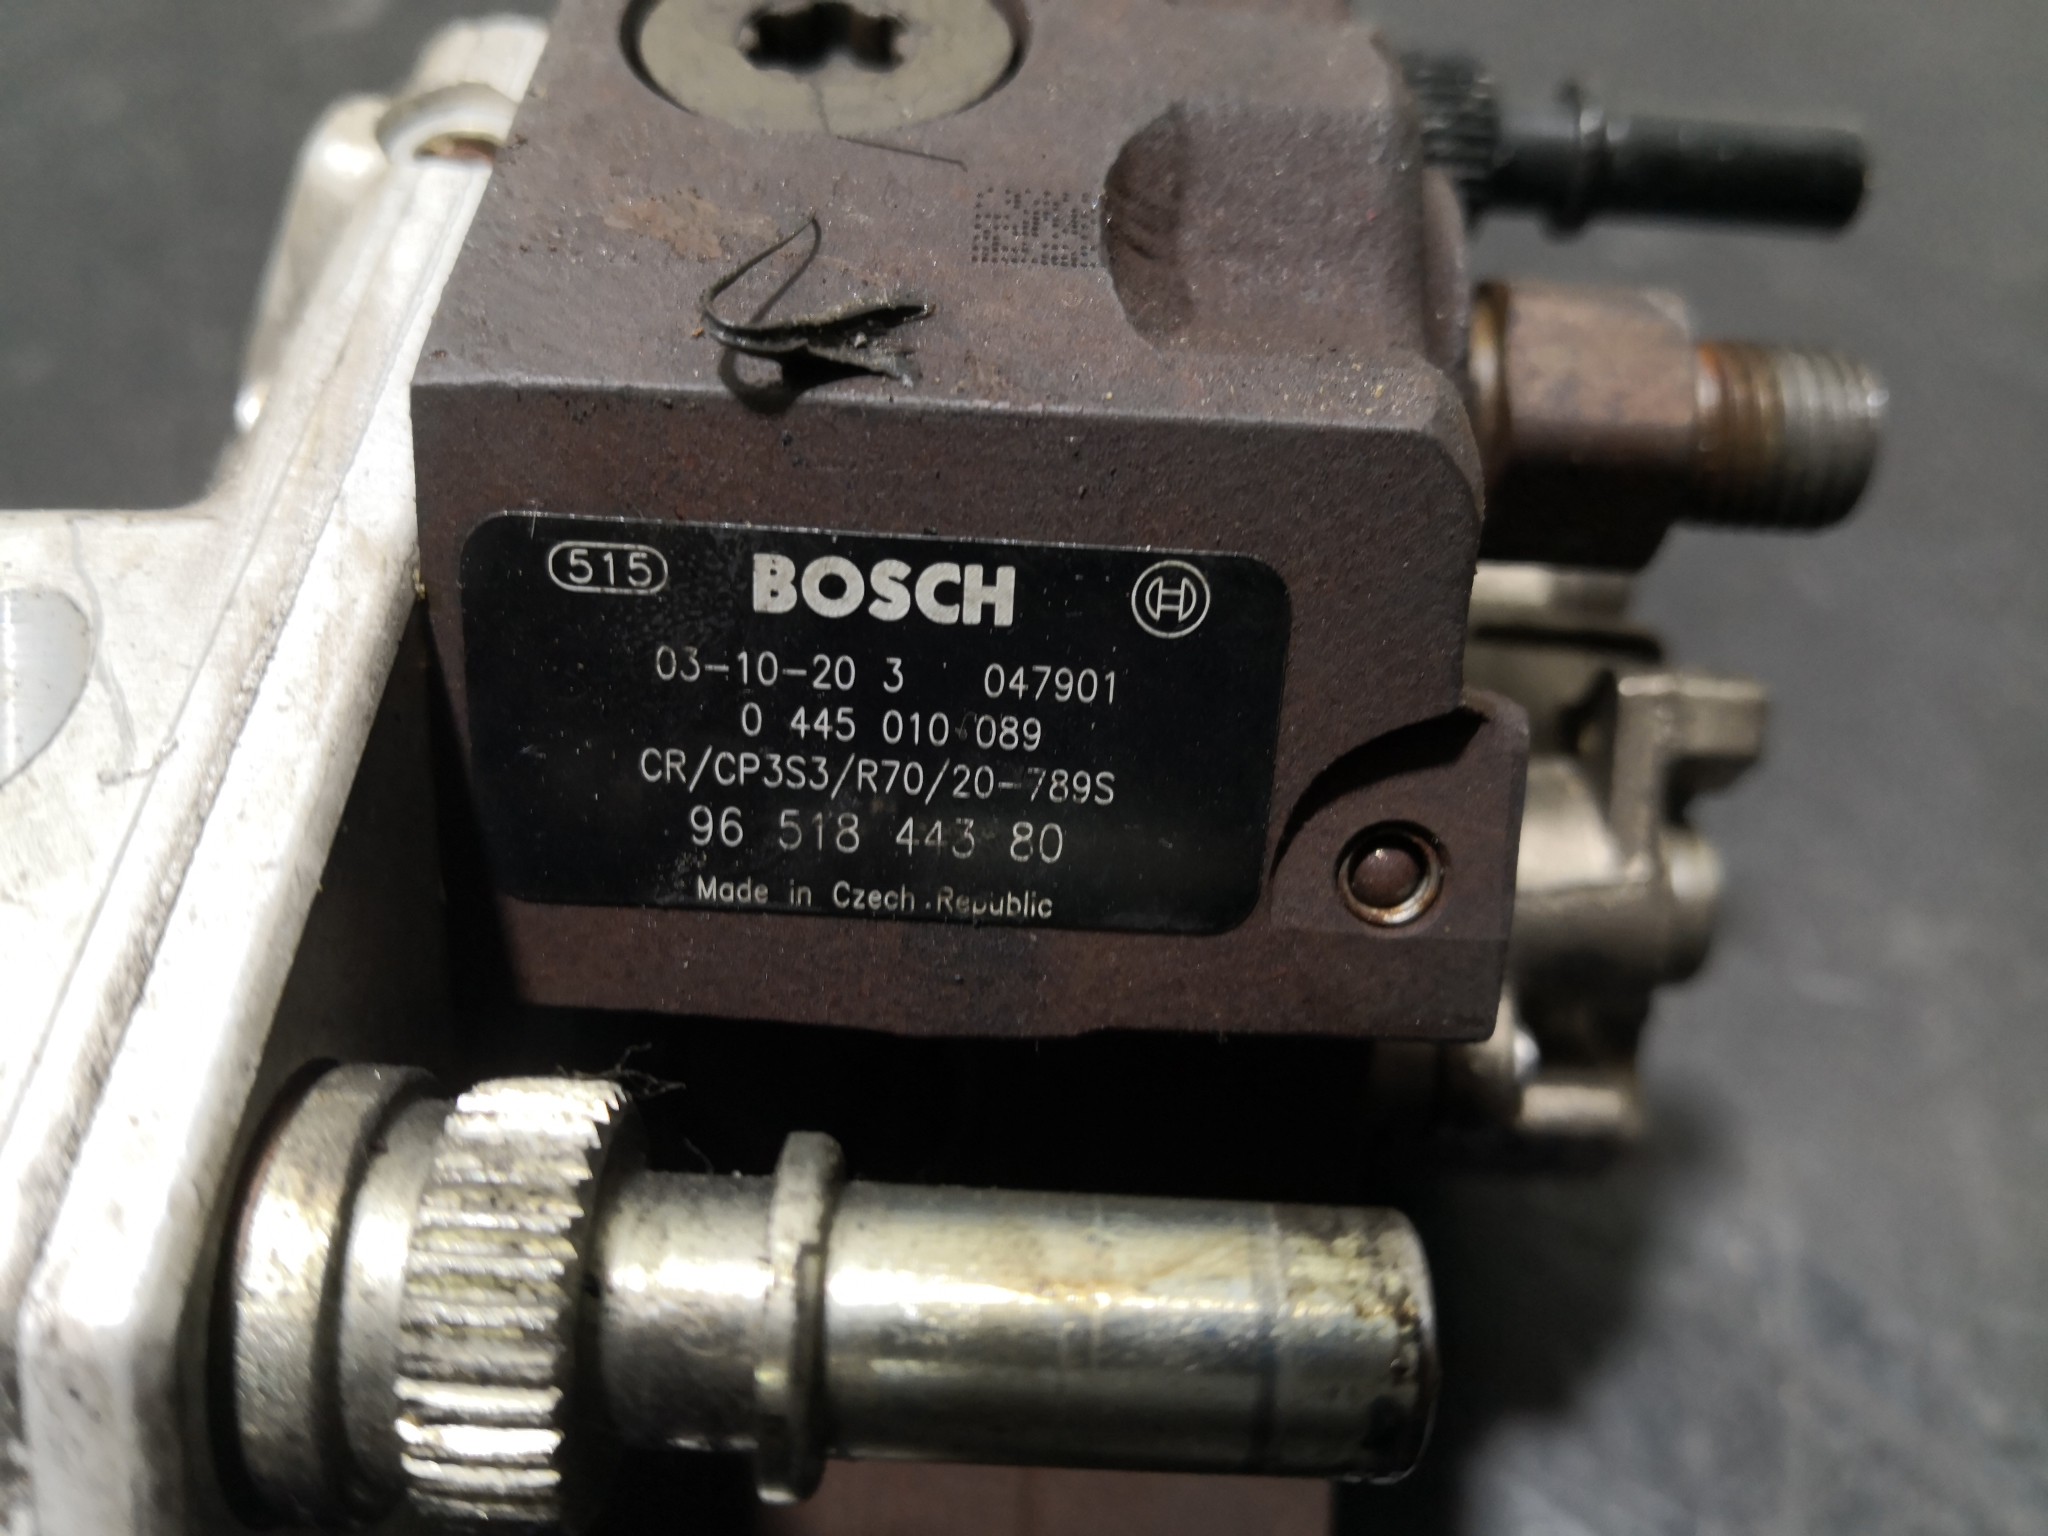 515 BOSCH
03-10-20 3 047901
0 445 010 089
CR/CP3S3/R70/20-789S
96 518 443 80
Made in Czech Republic